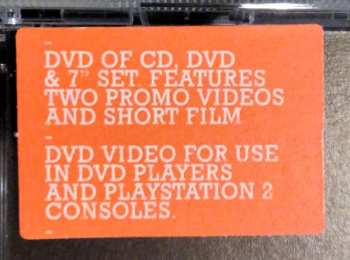 DVD OF CD, DVD
& 7" SET FEATURES
TWO PROMO VIDEOS
AND SHORT FILM
DVD VIDEO FOR USE
IN DVD PLAYERS
AND PLAYSTATION 2
CONSOLES.